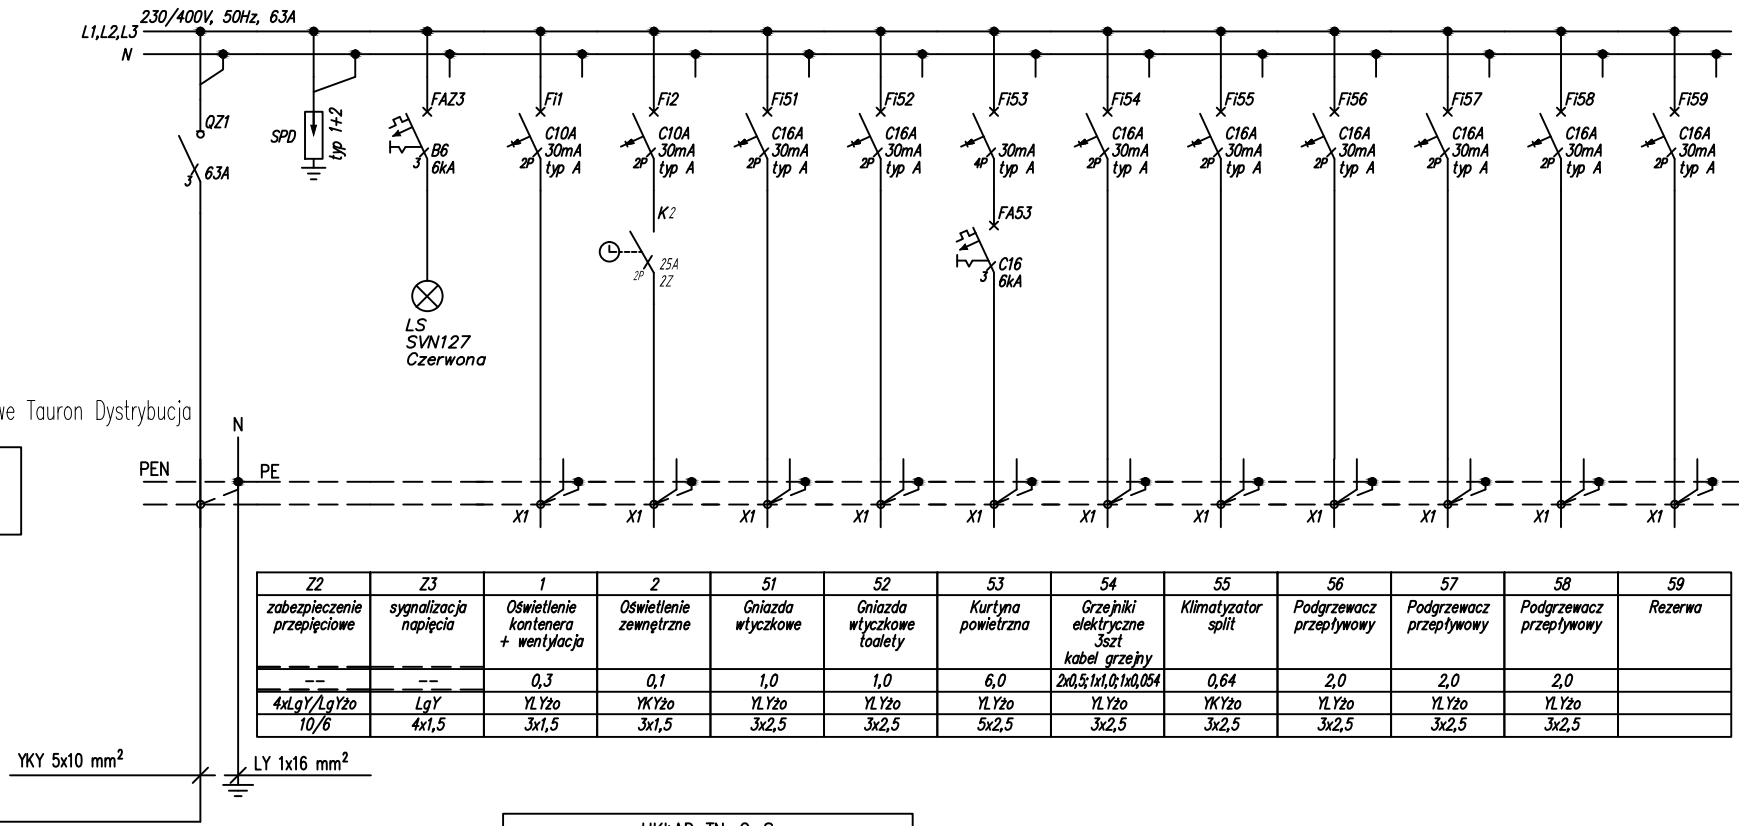 230/400V, 50Hz, 63A
L1,L2,L3
N
QZ1
3 63A
SPD
typ 1+2
FAZ3
B6
3 6kA
LS
SVN127
Czerwona
Fi1
C10A
30mA
2P typ A
Fi2
C10A
30mA
2P typ A
K2
25A
2P 2Z
Fi51
C16A
30mA
2P typ A
Fi52
C16A
30mA
2P typ A
Fi53
30mA
4P typ A
FA53
C16
3 6kA
Fi54
C16A
30mA
2P typ A
Fi55
C16A
30mA
2P typ A
Fi56
C16A
30mA
2P typ A
Fi57
C16A
30mA
2P typ A
Fi58
C16A
30mA
2P typ A
Fi59
C16A
30mA
2P typ A
we Tauron Dystrybucja
N
PEN PE
X1 X1 X1 X1 X1 X1 X1 X1 X1 X1 X1
Z2 Z3 1 2 51 52 53 54 55 56 57 58 59
zabezpieczenie przepięciowe
sygnalizacja napięcia
Oświetlenie kontenera + wentylacja
Oświetlenie zewnętrzne
Gniazda wtyczkowe
Gniazda wtyczkowe toalety
Kurtyna powietrzna
Grzejniki elektryczne 3szt kabel grzejny
Klimatyzator split
Podgrzewacz przepływowy
Podgrzewacz przepływowy
Podgrzewacz przepływowy
Rezerwa
-- -- 0,3 0,1 1,0 1,0 6,0 2x0,5;1x1,0;1x0,054 0,64 2,0 2,0 2,0
4xLgY/LgYżo LgY YLYżo YKYżo YLYżo YLYżo YLYżo YLYżo YKYżo YLYżo YLYżo YLYżo
10/6 4x1,5 3x1,5 3x1,5 3x2,5 3x2,5 5x2,5 3x2,5 3x2,5 3x2,5 3x2,5 3x2,5
YKY 5x10 mm²
LY 1x16 mm²